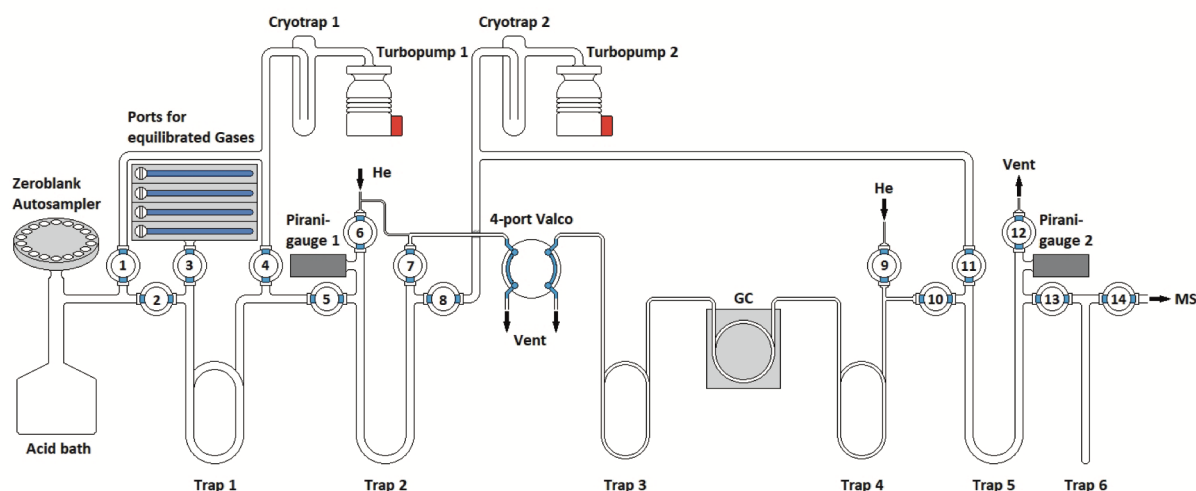 Cryotrap 1
Turbopump 1
Cryotrap 2
Turbopump 2
Ports for
equilibrated Gases
Zeroblank
Autosampler
Acid bath
He
Pirani-
gauge 1
4-port Valco
Vent
GC
He
Vent
Pirani-
gauge 2
MS
1
2
3
4
5
6
7
8
9
10
11
12
13
14
Trap 1
Trap 2
Trap 3
Trap 4
Trap 5
Trap 6